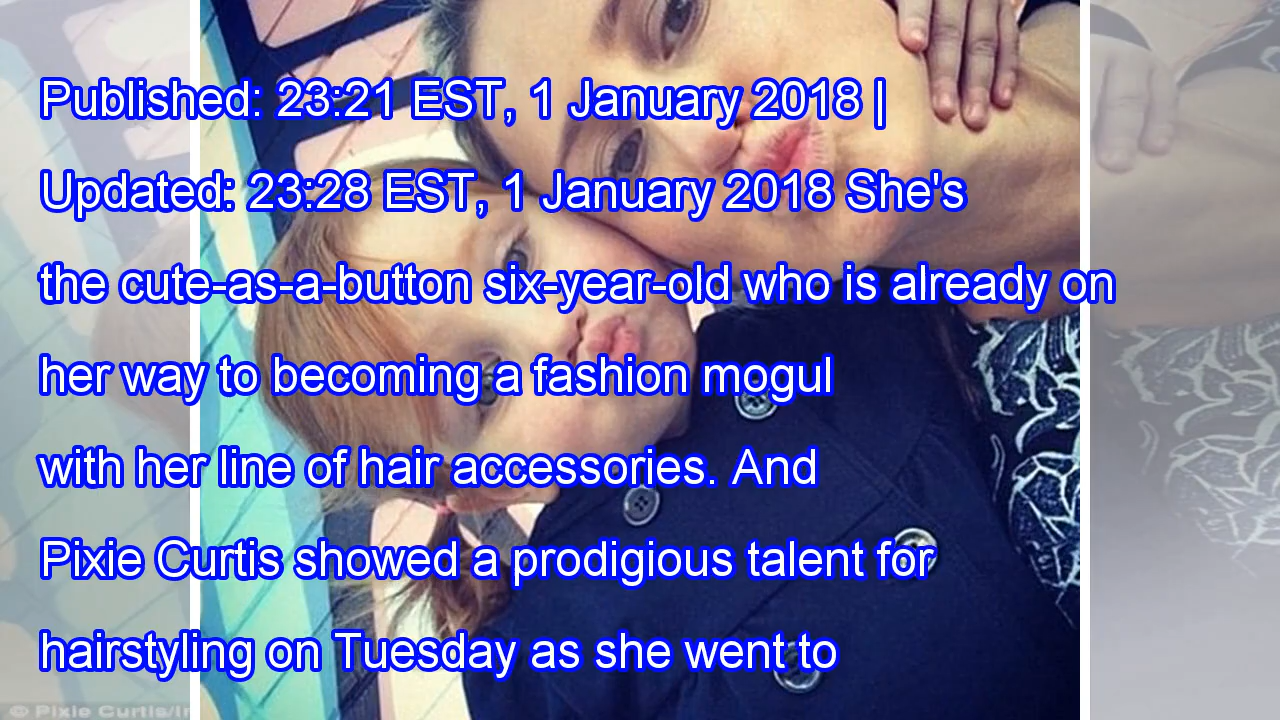 Published: 23:21 EST, 1 January 2018 |
Updated: 23:28 EST, 1 January 2018 She's
the cute-as-a-button six-year-old who is already on
her way to becoming a fashion mogul
with her line of hair accessories. And
Pixie Curtis showed a prodigious talent for
hairstyling on Tuesday as she went to
© Pixie Curtis/I